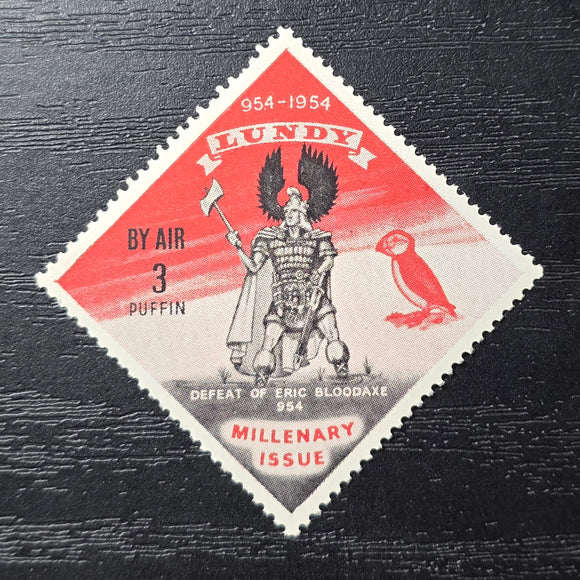 954-1954
LUNDY
BY AIR
3
PUFFIN
DEFEAT OF ERIC BLOODAXE
954
MILLENARY
ISSUE